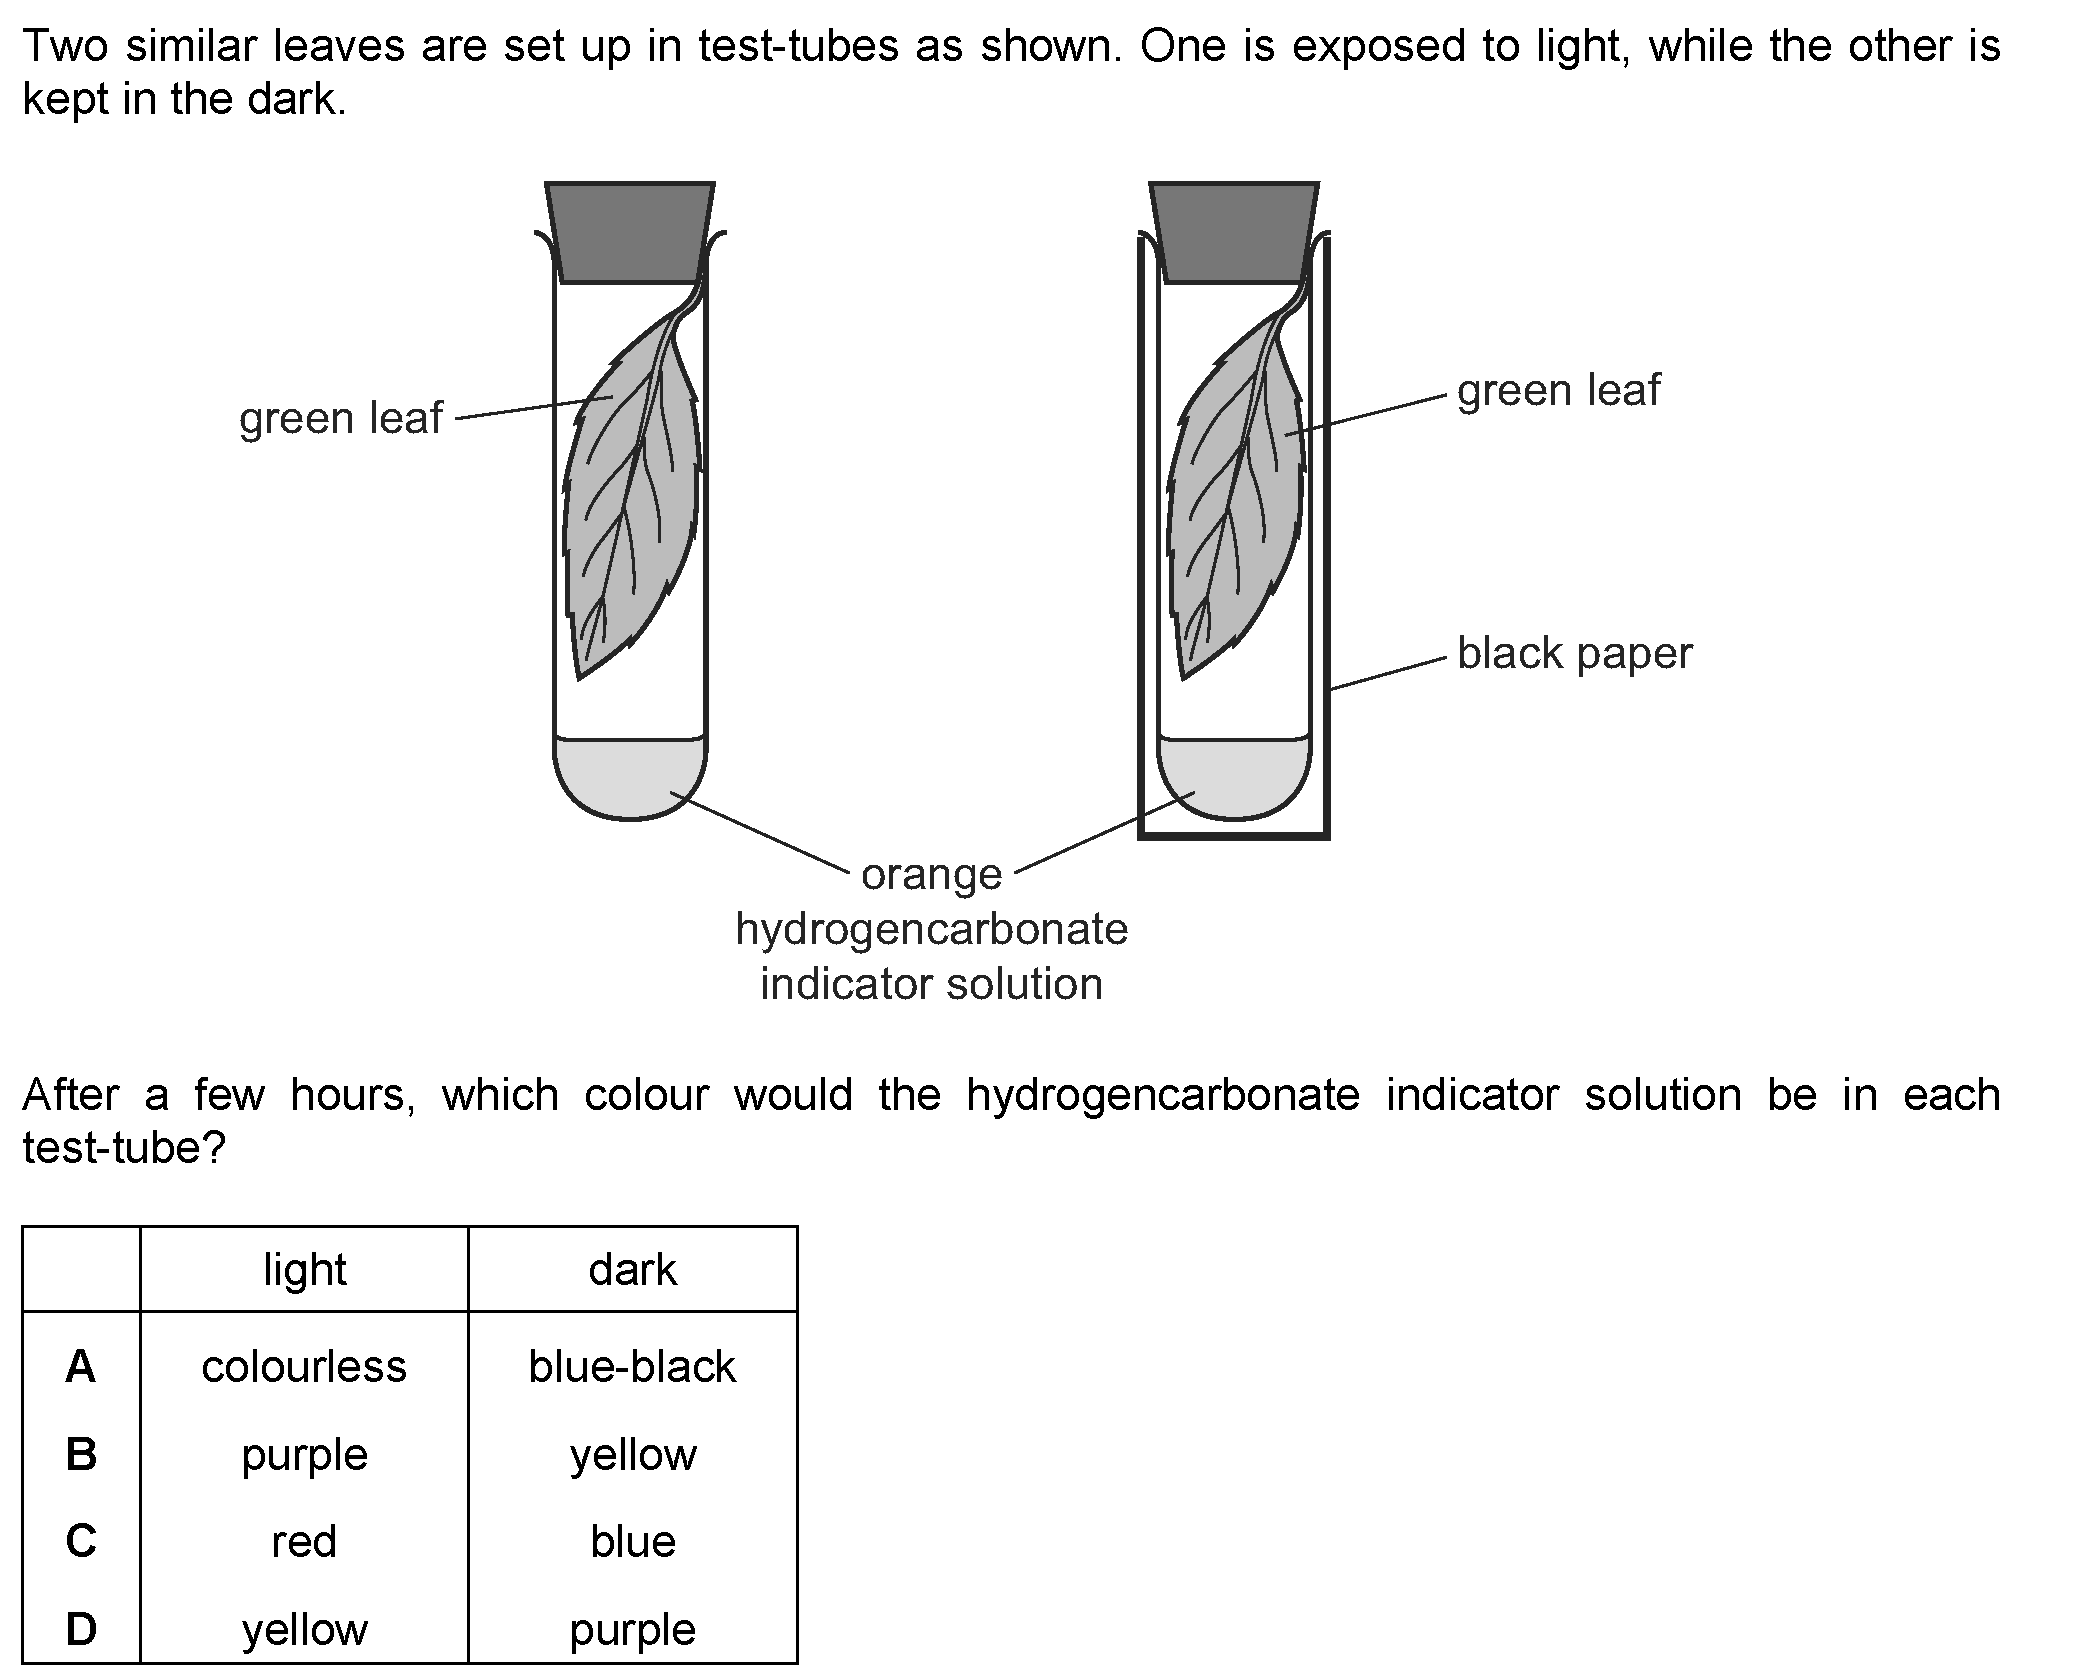 Two similar leaves are set up in test-tubes as shown. One is exposed to light, while the other is
kept in the dark.
green leaf
green leaf
black paper
orange
hydrogencarbonate
indicator solution
After a few hours, which colour would the hydrogencarbonate indicator solution be in each
test-tube?
light dark
A colourless blue-black
B purple yellow
C red blue
D yellow purple